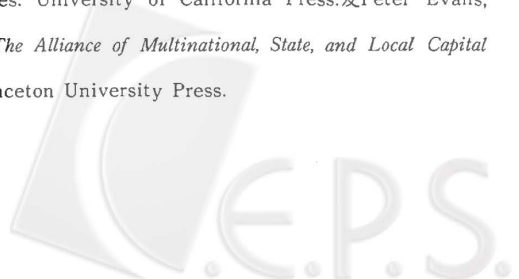 es. University of California Press.及Peter Evans,
The Alliance of Multinational, State, and Local Capital
nceton University Press.
C.E.P.S.